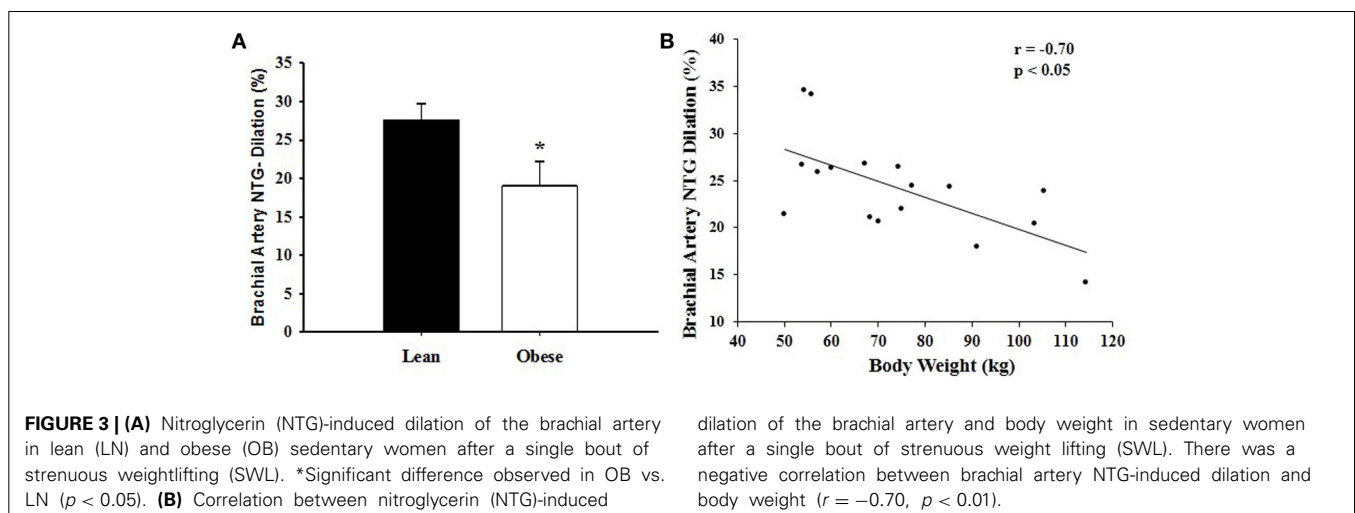 A
Brachial Artery NTG- Dilation (%)
35
30
25
20
15
10
5
0
*
Lean
Obese
B
Brachial Artery NTG Dilation (%)
40
35
30
25
20
15
10
r = -0.70
p < 0.05
40
50
60
70
80
90
100
110
120
Body Weight (kg)
FIGURE 3 | (A) Nitroglycerin (NTG)-induced dilation of the brachial artery
in lean (LN) and obese (OB) sedentary women after a single bout of
strenuous weightlifting (SWL). *Significant difference observed in OB vs.
LN (p < 0.05). (B) Correlation between nitroglycerin (NTG)-induced
dilation of the brachial artery and body weight in sedentary women
after a single bout of strenuous weight lifting (SWL). There was a
negative correlation between brachial artery NTG-induced dilation and
body weight (r = −0.70, p < 0.01).